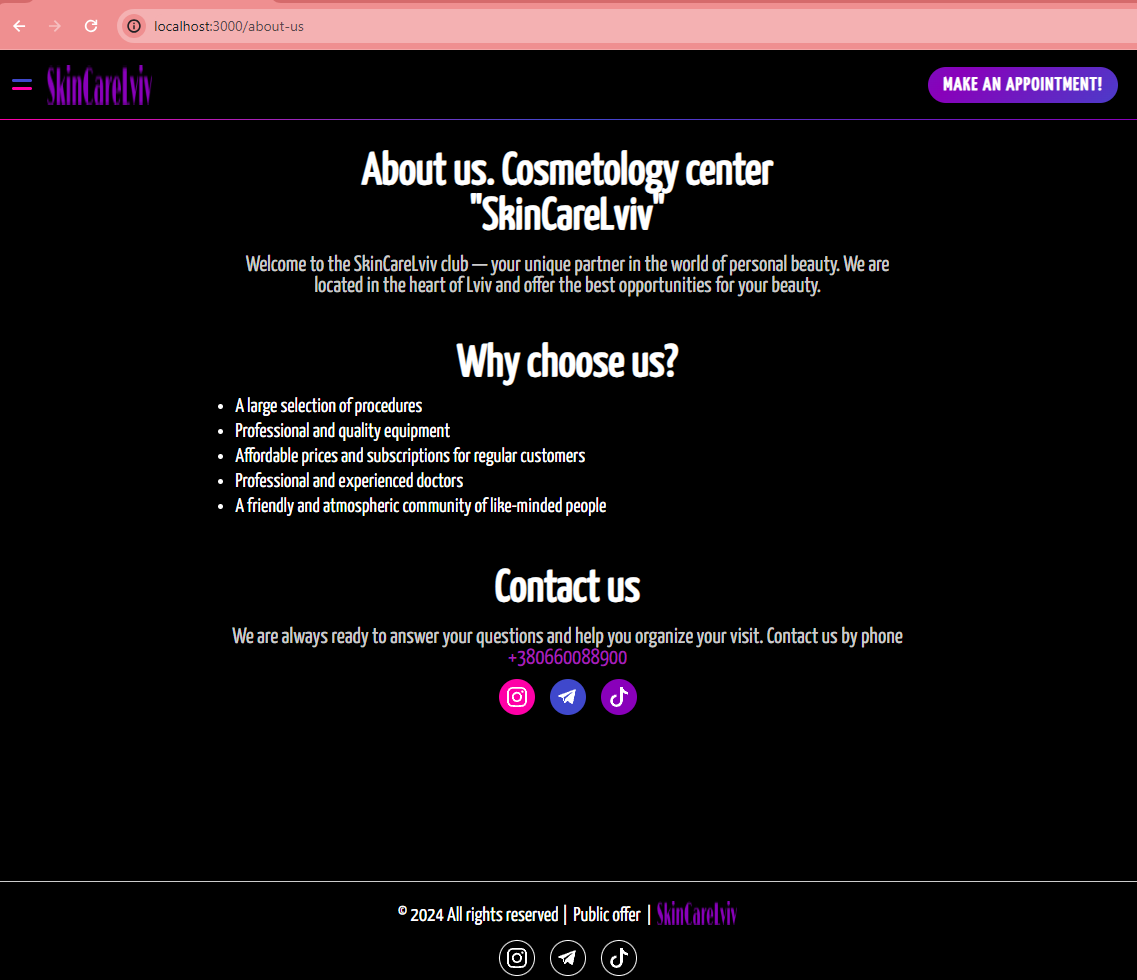 localhost:3000/about-us
SkinCareLviv
MAKE AN APPOINTMENT!
About us. Cosmetology center
"SkinCareLviv"
Welcome to the SkinCareLviv club — your unique partner in the world of personal beauty. We are
located in the heart of Lviv and offer the best opportunities for your beauty.
Why choose us?
• A large selection of procedures
• Professional and quality equipment
• Affordable prices and subscriptions for regular customers
• Professional and experienced doctors
• A friendly and atmospheric community of like-minded people
Contact us
We are always ready to answer your questions and help you organize your visit. Contact us by phone
+380660088900
© 2024 All rights reserved | Public offer | SkinCareLviv